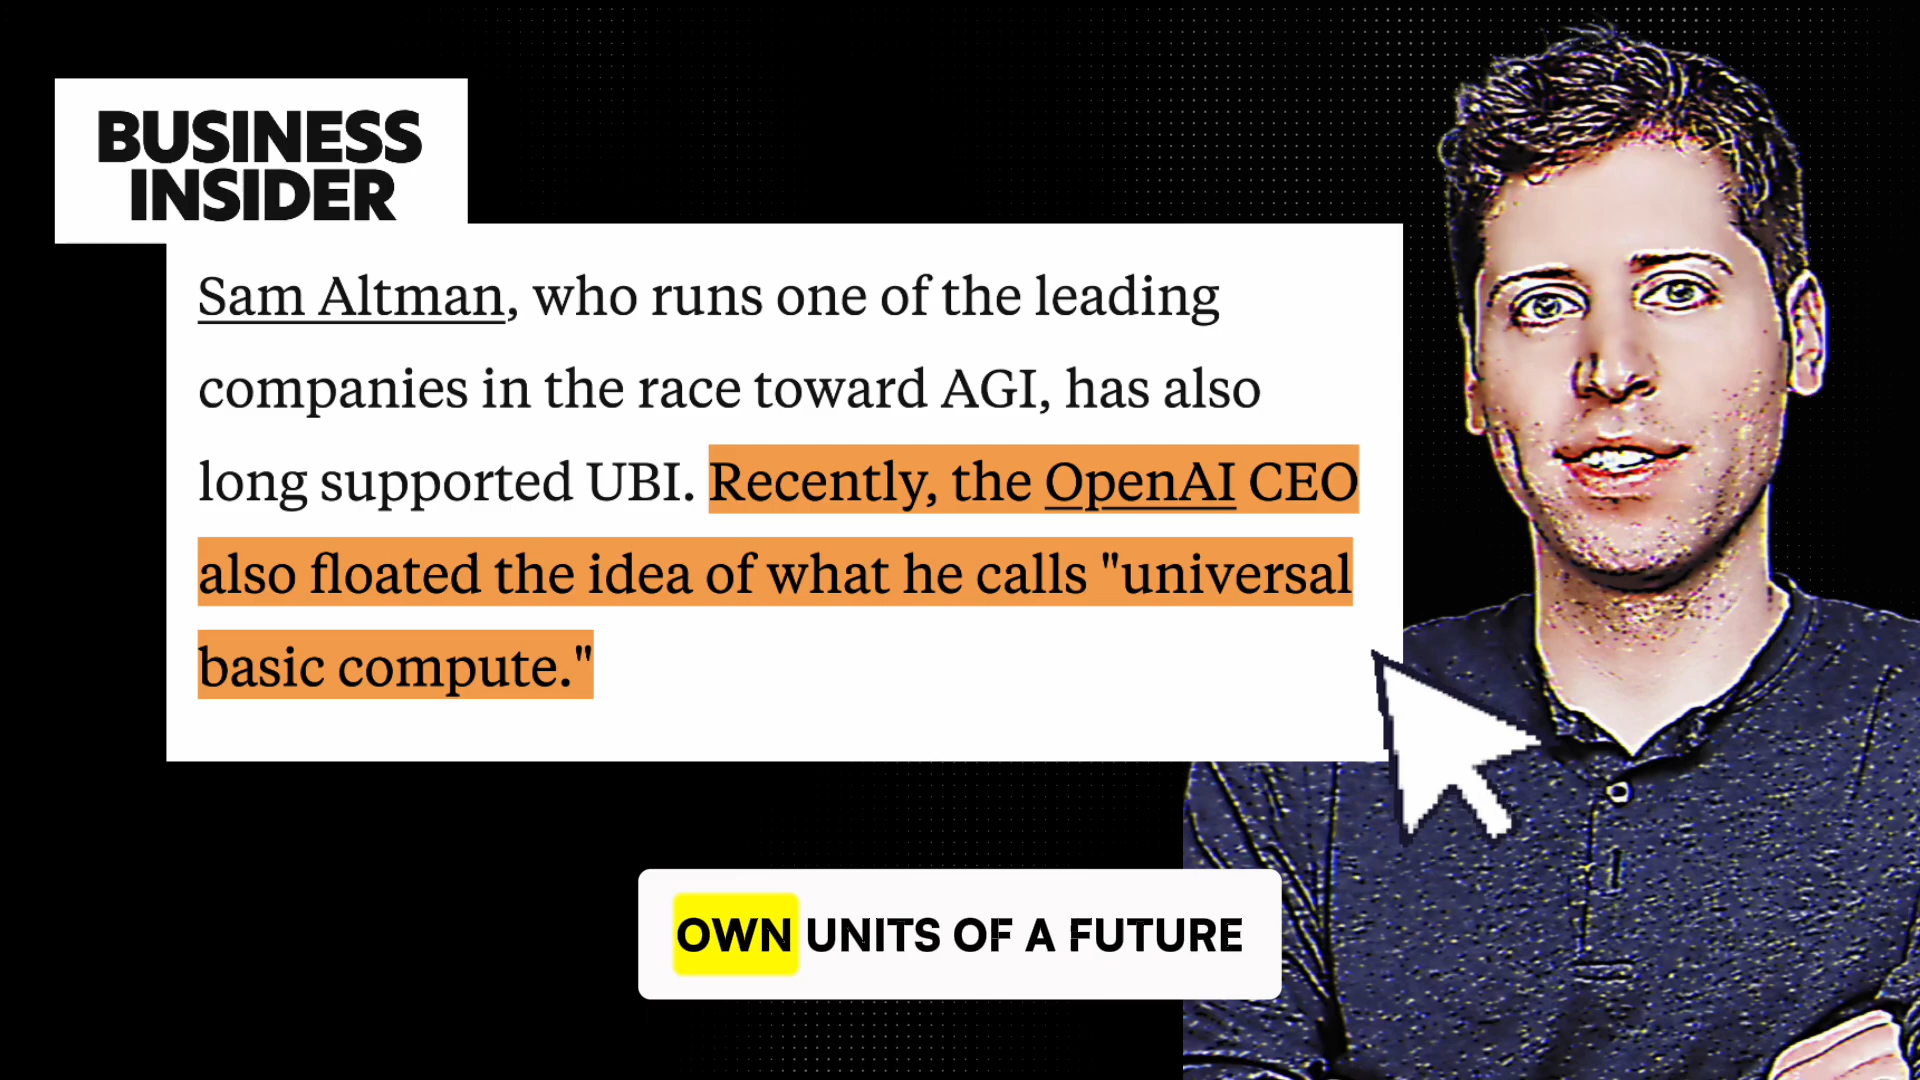 BUSINESS
INSIDER
Sam Altman, who runs one of the leading
companies in the race toward AGI, has also
long supported UBI. Recently, the OpenAI CEO
also floated the idea of what he calls "universal
basic compute."
OWN UNITS OF A FUTURE